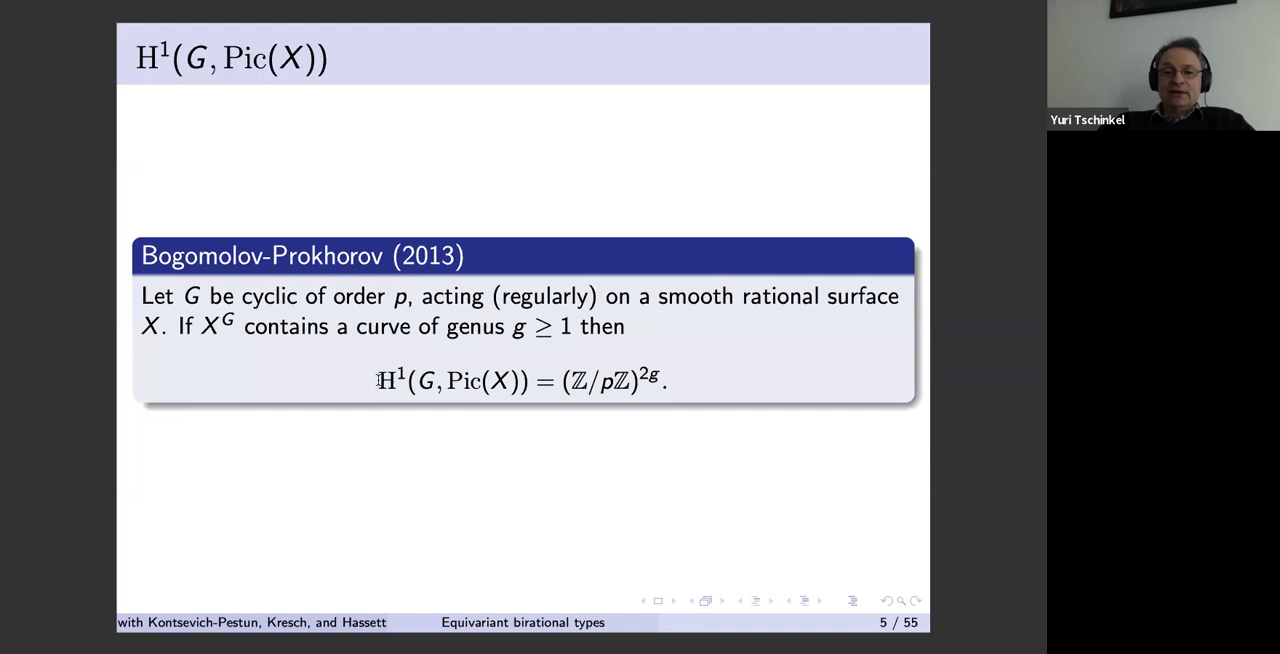 H¹(G, Pic(X))
Yuri Tschinkel
Bogomolov-Prokhorov (2013)
Let G be cyclic of order p, acting (regularly) on a smooth rational surface
X. If Xᴳ contains a curve of genus g ≥ 1 then
H¹(G, Pic(X)) = (ℤ/pℤ)²ᵍ.
with Kontsevich-Pestun, Kresch, and Hassett Equivariant birational types 5 / 55